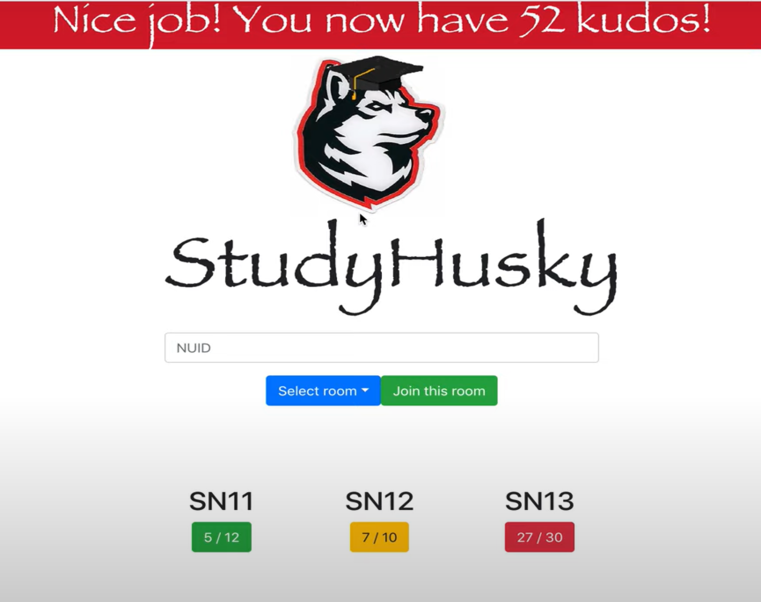 Nice job! You now have 52 kudos!
StudyHusky
NUID
Select room Join this room
SN11 SN12 SN13
5 / 12 7 / 10 27 / 30